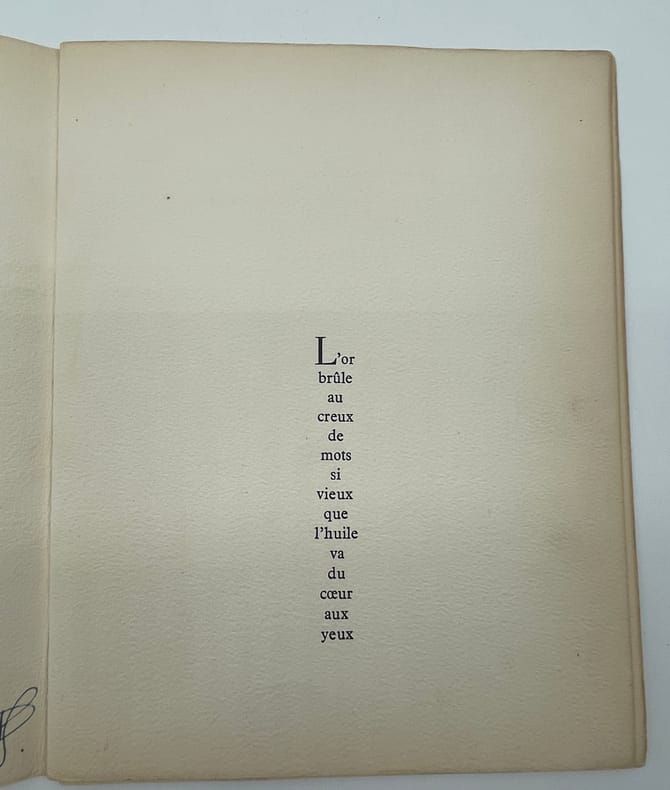 L'or
brûle
au
creux
de
mots
si
vieux
que
l'huile
va
du
cœur
aux
yeux